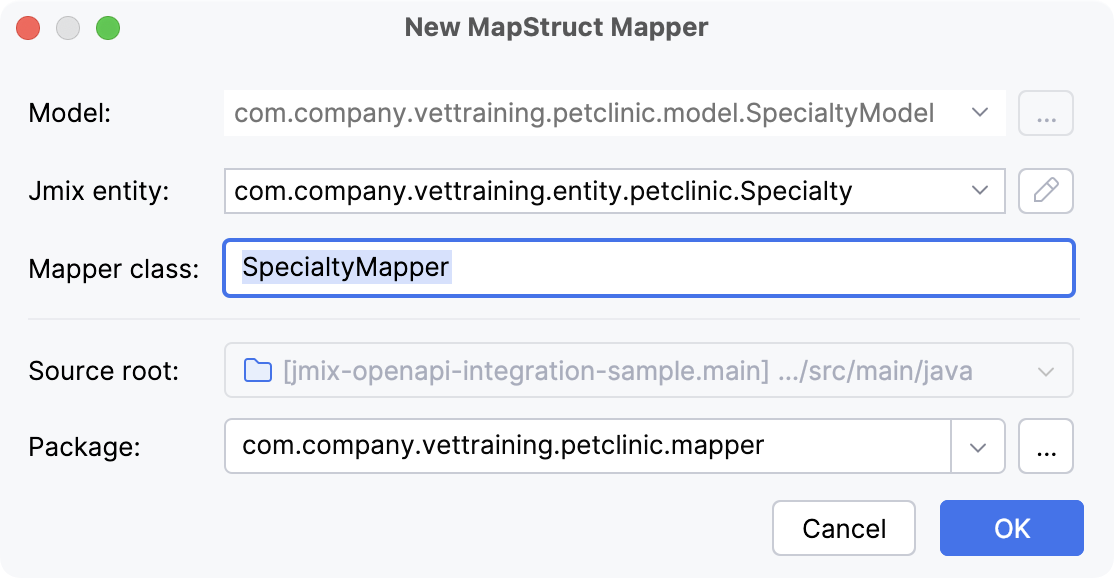 New MapStruct Mapper
Model: com.company.vettraining.petclinic.model.SpecialtyModel ...
Jmix entity: com.company.vettraining.entity.petclinic.Specialty
Mapper class: SpecialtyMapper
Source root: [jmix-openapi-integration-sample.main] .../src/main/java
Package: com.company.vettraining.petclinic.mapper ...
Cancel OK